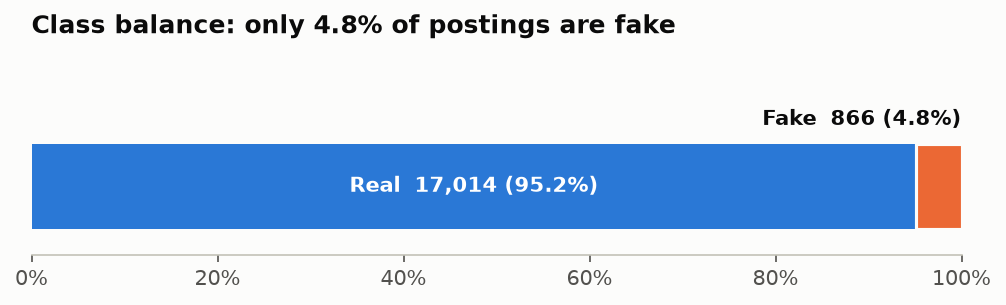 Class balance: only 4.8% of postings are fake
Fake  866 (4.8%)
Real  17,014 (95.2%)
0% 20% 40% 60% 80% 100%